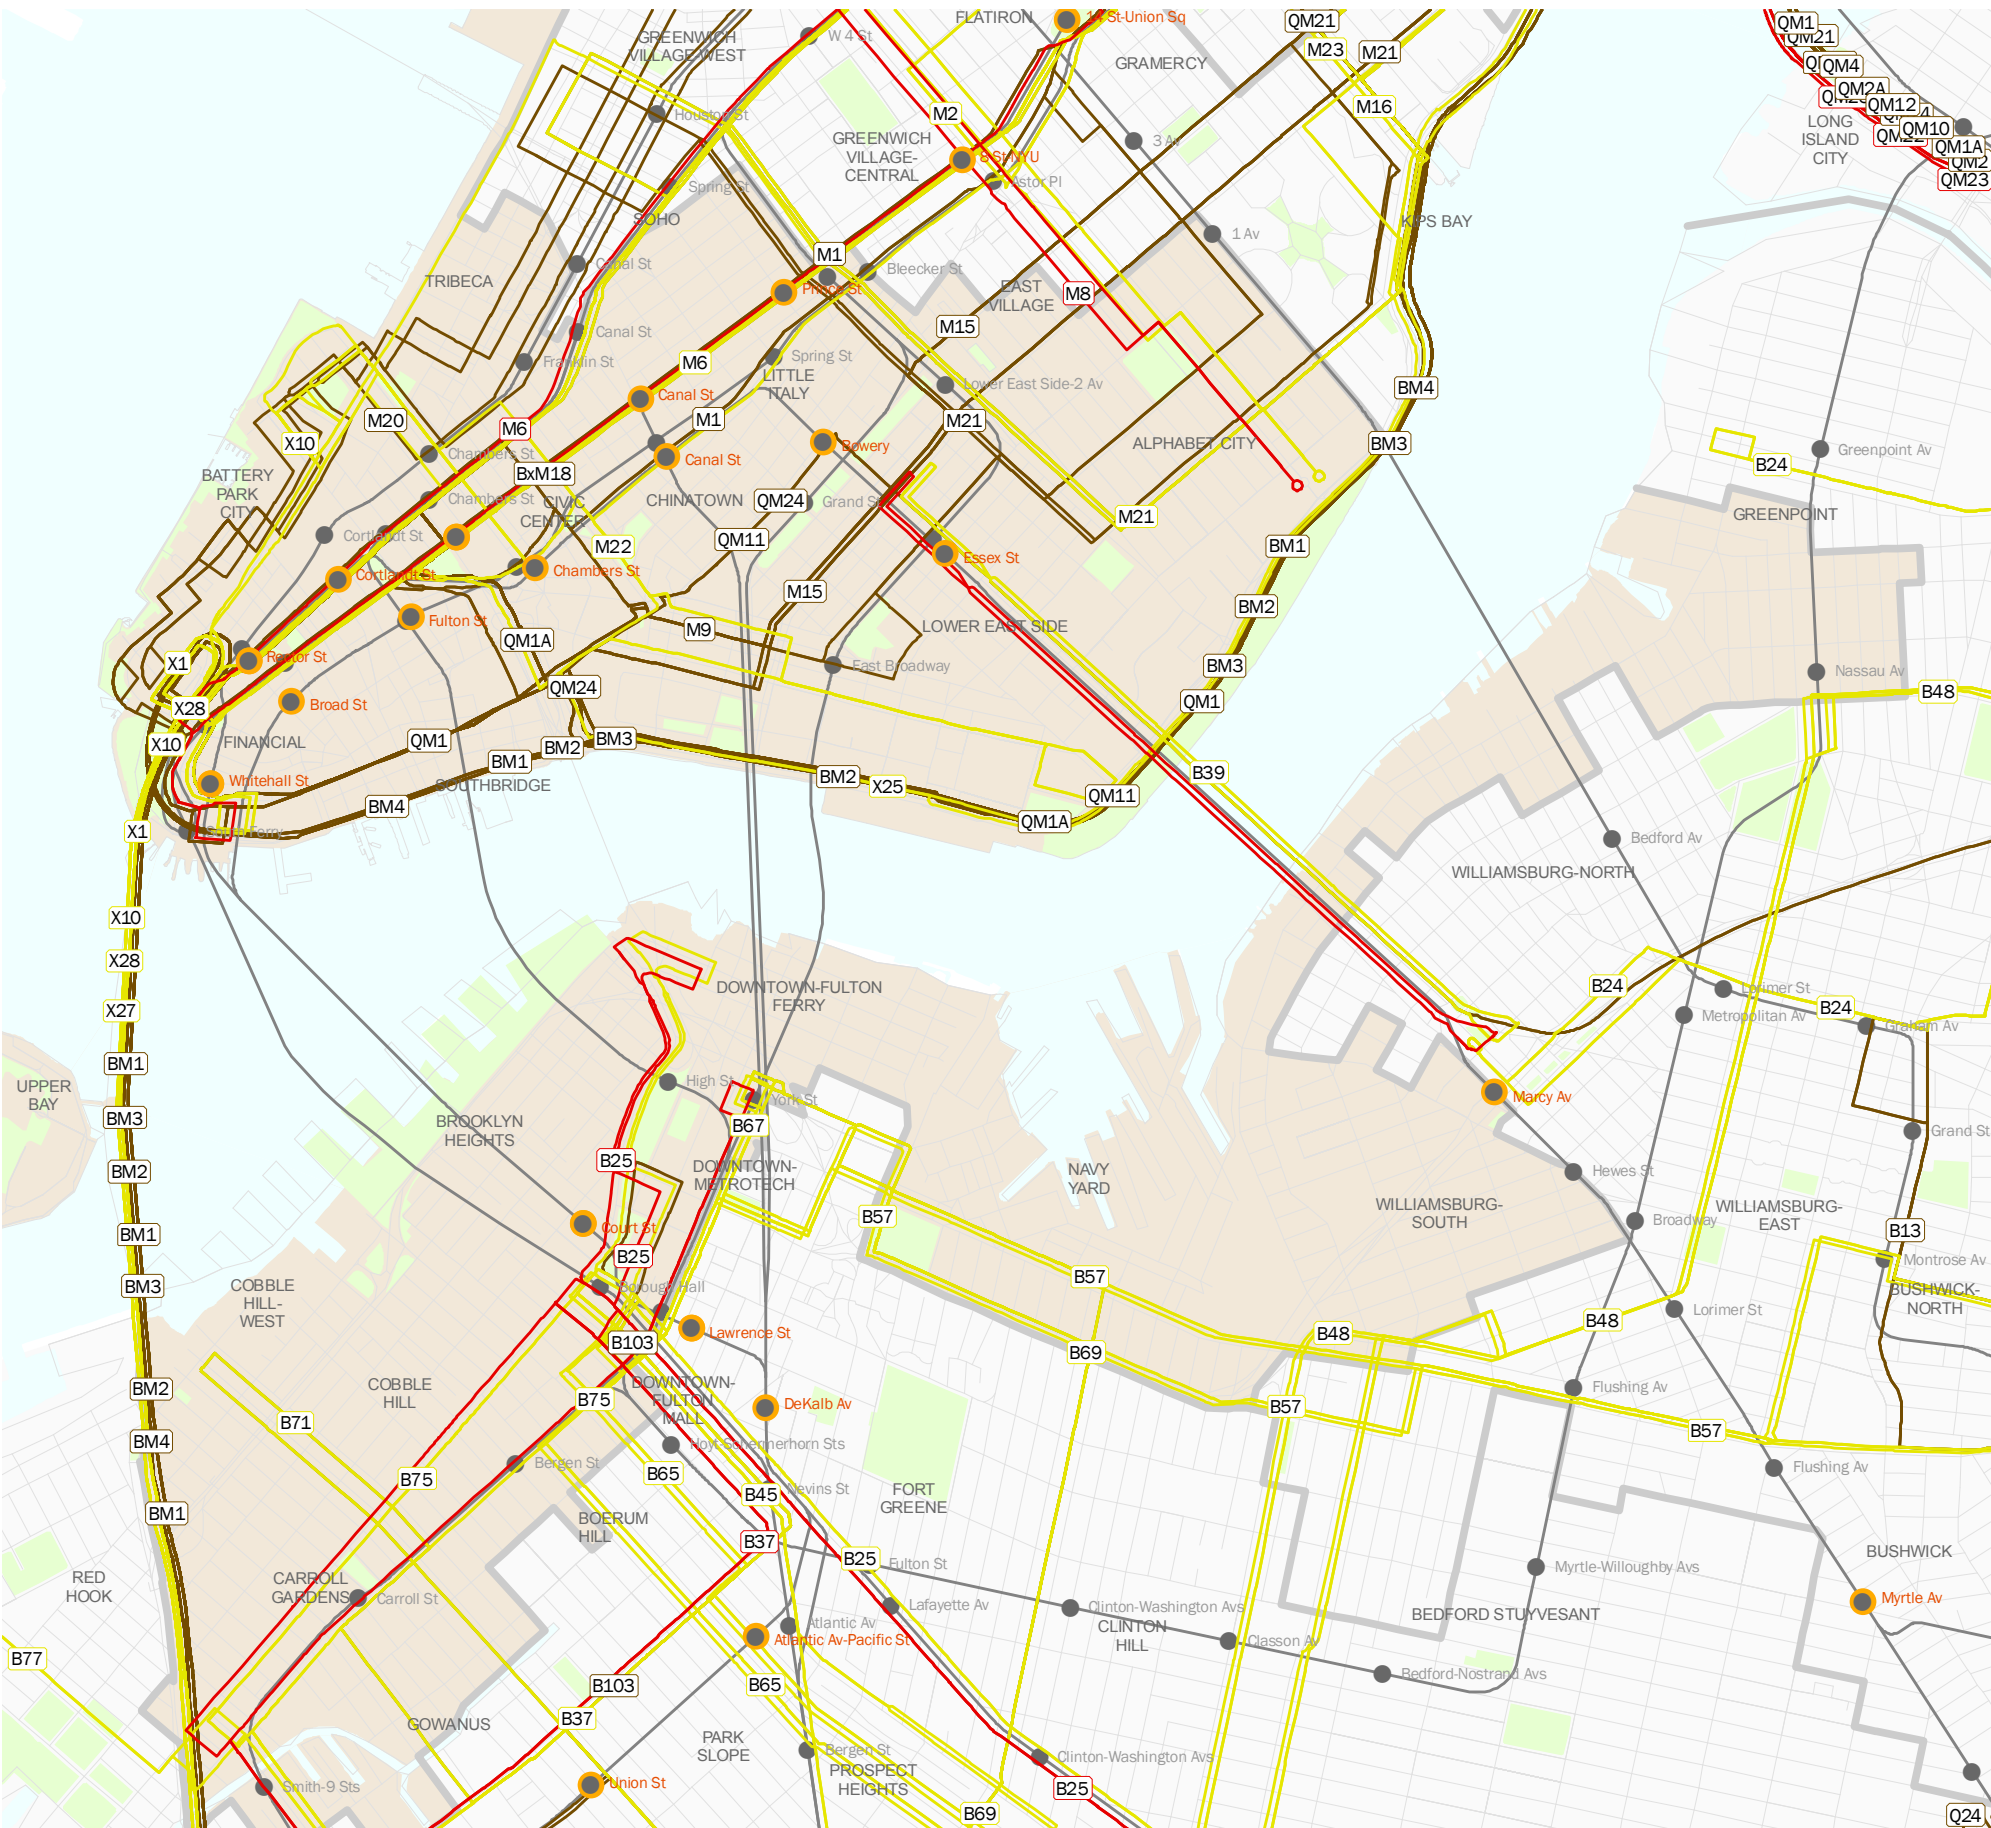 FLATIRON
14 St-Union Sq
QM21
QM1
QM21
GREENWICH
VILLAGE-WEST
W 4 St
M23
M21
GRAMERCY
QM4
QM2A
QM12
QM10
QM22
QM1A
QM2
QM23
LONG
ISLAND
CITY
Houston St
M2
M16
GREENWICH
VILLAGE-
CENTRAL
8 St-NYU
3 Av
Spring St
Astor Pl
SOHO
KIPS BAY
1 Av
M1
Canal St
Bleecker St
TRIBECA
Prince St
EAST
VILLAGE
M8
M15
Canal St
Franklin St
M6
Spring St
LITTLE
ITALY
Lower East Side-2 Av
BM4
Canal St
M20
M6
M1
M21
X10
Bowery
ALPHABET CITY
BM3
Chambers St
Canal St
Greenpoint Av
B24
BATTERY
PARK
CITY
BxM18
CHINATOWN
QM24
Grand St
Chambers St
CIVIC
CENTER
M21
GREENPOINT
Cortlandt St
M22
QM11
BM1
Essex St
Cortlandt St
Chambers St
M15
BM2
Fulton St
M9
LOWER EAST SIDE
QM1A
X1
Rector St
East Broadway
BM3
Nassau Av
QM24
B48
X28
Broad St
QM1
X10
FINANCIAL
QM1
BM2
BM3
BM1
B39
Whitehall St
SOUTHBRIDGE
BM2
X25
QM11
BM4
QM1A
X1
South Ferry
Bedford Av
WILLIAMSBURG-NORTH
X10
X28
DOWNTOWN-FULTON
FERRY
B24
Lorimer St
X27
B24
Metropolitan Av
Graham Av
BM1
High St
UPPER
BAY
York St
Marcy Av
BM3
BROOKLYN
HEIGHTS
B67
Grand St
B25
DOWNTOWN-
METROTECH
BM2
NAVY
YARD
Hewes St
WILLIAMSBURG-
SOUTH
WILLIAMSBURG-
EAST
B57
Broadway
Court St
BM1
B13
B25
Montrose Av
BM3
Borough Hall
B57
COBBLE
HILL-
WEST
BUSHWICK-
NORTH
Lorimer St
B48
Lawrence St
B48
B103
B69
BM2
COBBLE
HILL
DOWNTOWN-
FULTON
MALL
Flushing Av
B75
DeKalb Av
B57
B71
B57
BM4
Hoyt-Schermerhorn Sts
Bergen St
B65
Flushing Av
B75
Nevins St
B45
FORT
GREENE
BM1
BOERUM
HILL
B37
B25
Fulton St
BUSHWICK
Myrtle-Willoughby Avs
RED
HOOK
CARROLL
GARDENS
Carroll St
Lafayette Av
Clinton-Washington Avs
Myrtle Av
BEDFORD STUYVESANT
CLINTON
HILL
Atlantic Av
Atlantic Av-Pacific St
Classon Av
B77
Bedford-Nostrand Avs
B103
B65
B37
GOWANUS
PARK
SLOPE
Bergen St
Clinton-Washington Avs
PROSPECT
HEIGHTS
Smith-9 Sts
Union St
B25
B69
Q24